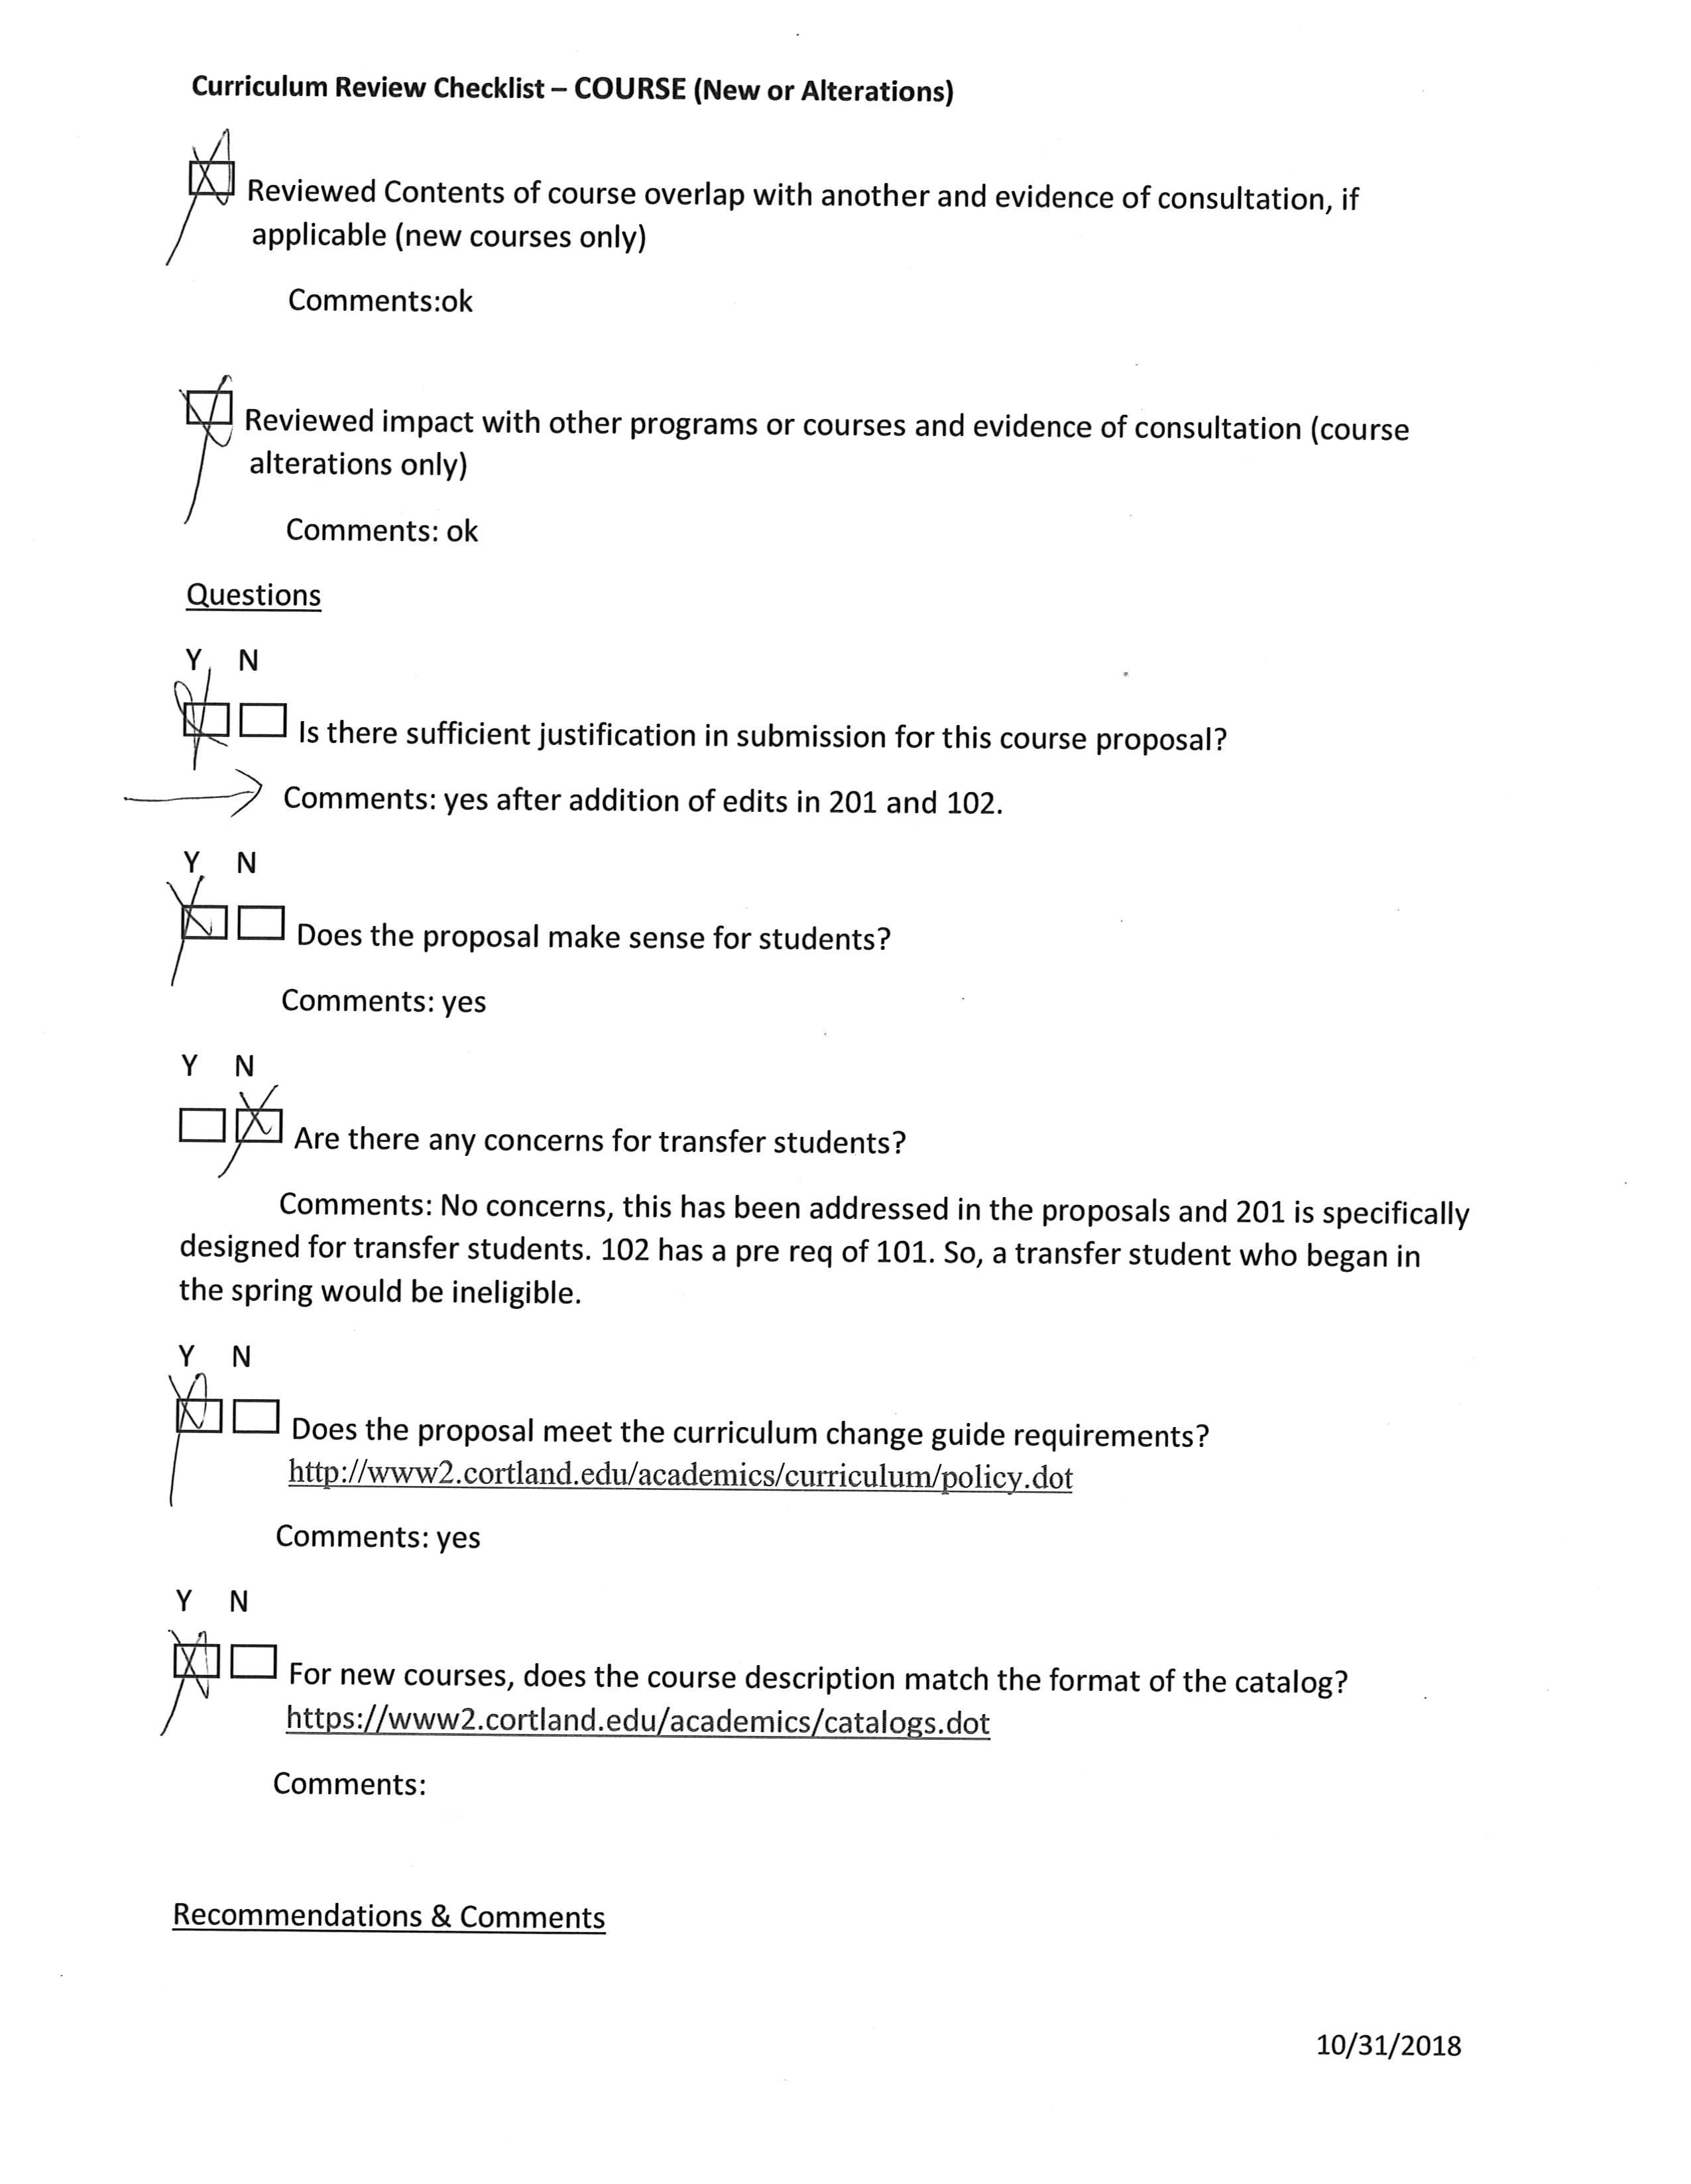 Curriculum Review Checklist – COURSE (New or Alterations)
Reviewed Contents of course overlap with another and evidence of consultation, if
applicable (new courses only)
Comments:ok
Reviewed impact with other programs or courses and evidence of consultation (course
alterations only)
Comments: ok
Questions
Y N
Is there sufficient justification in submission for this course proposal?
Comments: yes after addition of edits in 201 and 102.
Y N
Does the proposal make sense for students?
Comments: yes
Y N
Are there any concerns for transfer students?
Comments: No concerns, this has been addressed in the proposals and 201 is specifically
designed for transfer students. 102 has a pre req of 101. So, a transfer student who began in
the spring would be ineligible.
Y N
Does the proposal meet the curriculum change guide requirements?
http://www2.cortland.edu/academics/curriculum/policy.dot
Comments: yes
Y N
For new courses, does the course description match the format of the catalog?
https://www2.cortland.edu/academics/catalogs.dot
Comments:
Recommendations & Comments
10/31/2018